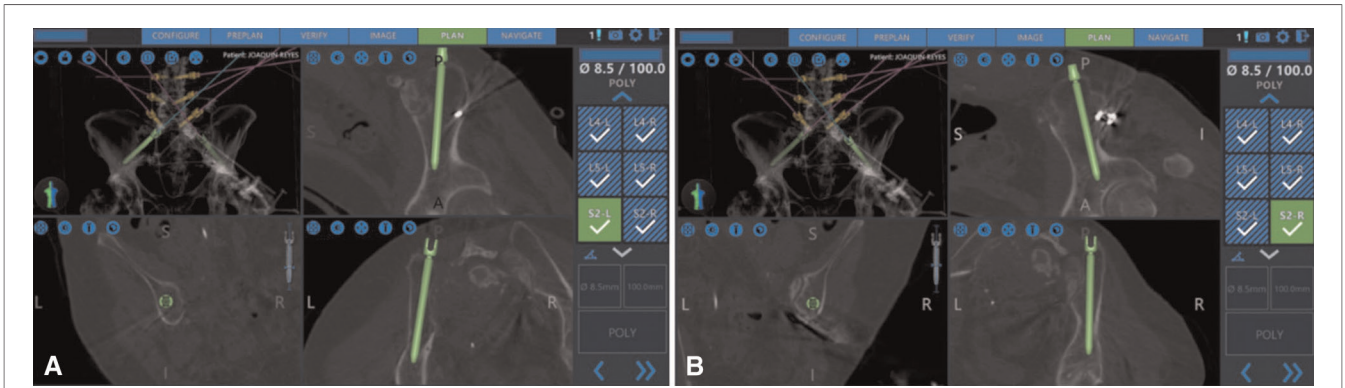 CONFIGURE PREPLAN VERIFY IMAGE PLAN NAVIGATE
Patient: JOAQUIN REYES
Ø 8.5 / 100.0
POLY
L4-L L4-R
L5-L L5-R
S2-L S2-R
Ø 8.5mm 100.0mm
POLY
P
S I
A
S
L R
I
P
L R
A
CONFIGURE PREPLAN VERIFY IMAGE PLAN NAVIGATE
Patient: JOAQUIN REYES
Ø 8.5 / 100.0
POLY
L4-L L4-R
L5-L L5-R
S2-L S2-R
Ø 8.5mm 100.0mm
POLY
P
S I
A
S
L R
I
P
L R
B